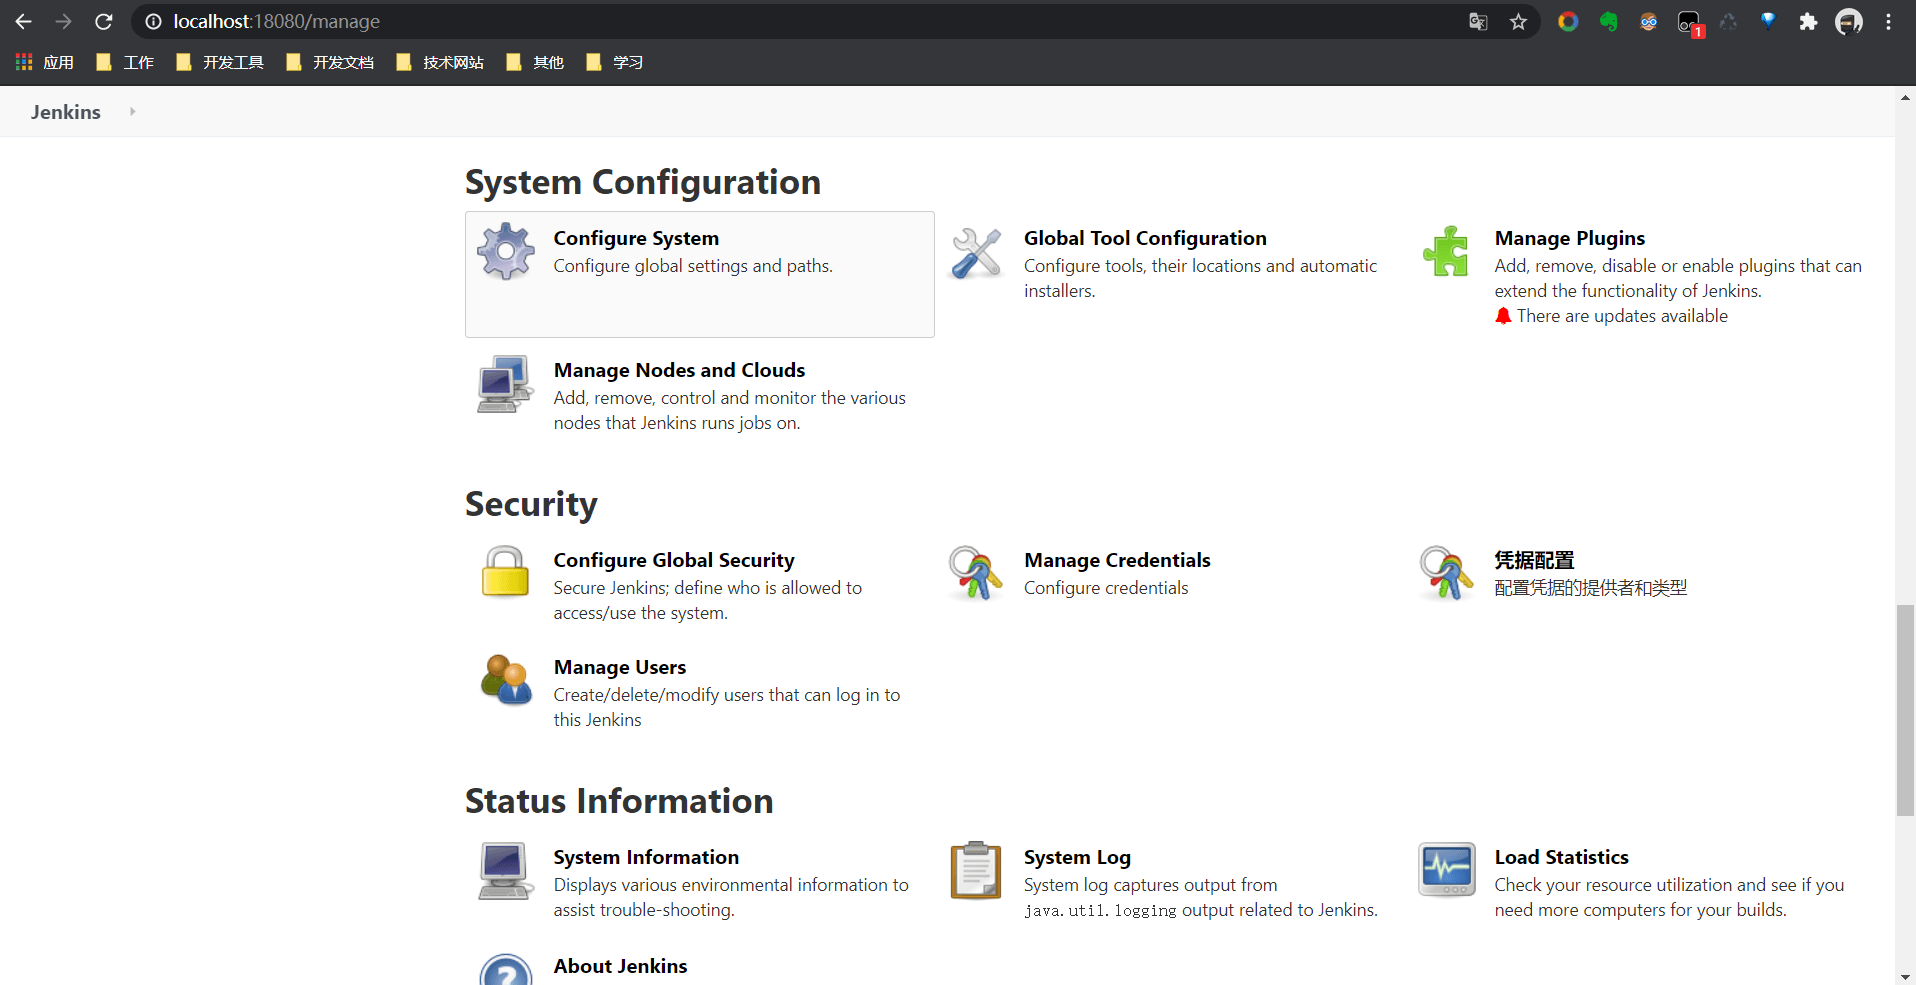 localhost:18080/manage
1
应用 工作 开发工具 开发文档 技术网站 其他 学习
Jenkins
System Configuration
Configure System
Configure global settings and paths.
Global Tool Configuration
Configure tools, their locations and automatic
installers.
Manage Plugins
Add, remove, disable or enable plugins that can
extend the functionality of Jenkins.
There are updates available
Manage Nodes and Clouds
Add, remove, control and monitor the various
nodes that Jenkins runs jobs on.
Security
Configure Global Security
Secure Jenkins; define who is allowed to
access/use the system.
Manage Credentials
Configure credentials
凭据配置
配置凭据的提供者和类型
Manage Users
Create/delete/modify users that can log in to
this Jenkins
Status Information
System Information
Displays various environmental information to
assist trouble-shooting.
System Log
System log captures output from
java.util.logging output related to Jenkins.
Load Statistics
Check your resource utilization and see if you
need more computers for your builds.
?
About Jenkins